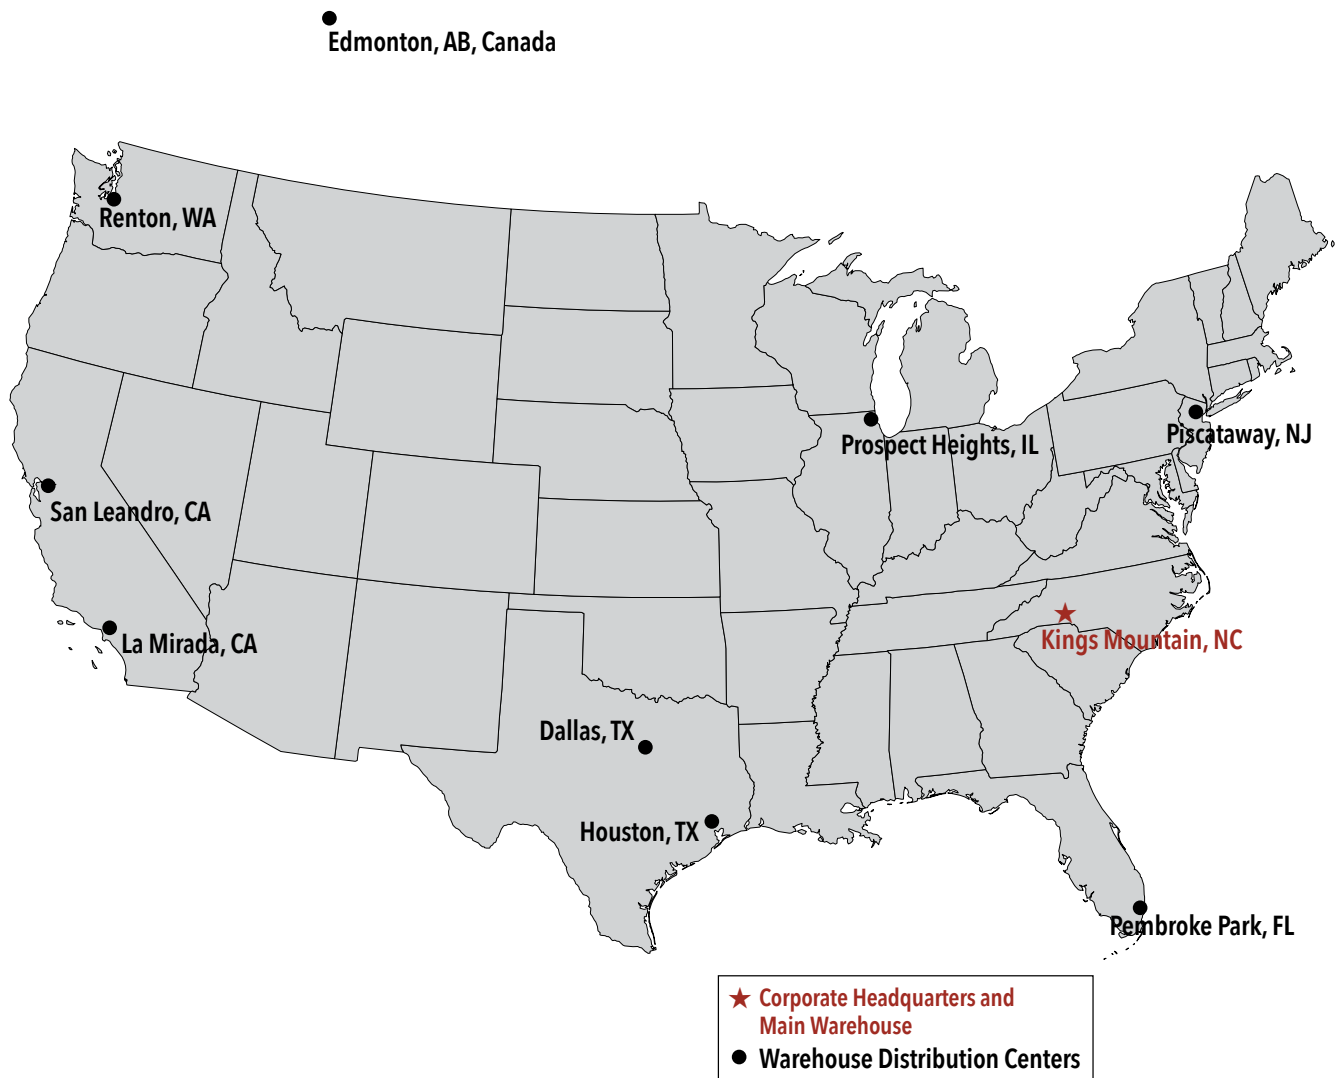 Edmonton, AB, Canada
Renton, WA
Prospect Heights, IL
Piscataway, NJ
San Leandro, CA
La Mirada, CA
Kings Mountain, NC
Dallas, TX
Houston, TX
Pembroke Park, FL
Corporate Headquarters and
Main Warehouse
Warehouse Distribution Centers